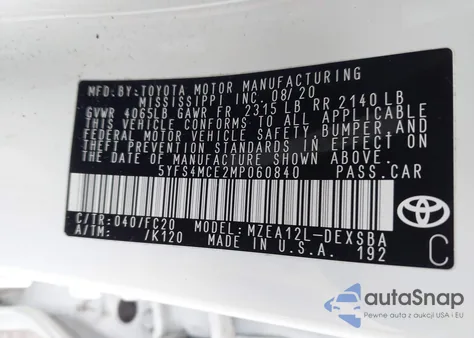 MFD. BY: TOYOTA MOTOR MANUFACTURING
MISSISSIPPI INC. 08/20
GVWR 4065LB GAWR FR 2315 LB RR 2140 LB
THIS VEHICLE CONFORMS TO ALL APPLICABLE
FEDERAL MOTOR VEHICLE SAFETY, BUMPER, AND
THEFT PREVENTION STANDARDS IN EFFECT ON
THE DATE OF MANUFACTURE SHOWN ABOVE.
5YFS4MCE2MP060840 PASS.CAR
C/TR: 040/FC20 MODEL: MZEA12L-DEXSBA
A/TM: /K120 MADE IN U.S.A. 192
TOYOTA
C
autoSnap
Pewne auta z aukcji USA i EU